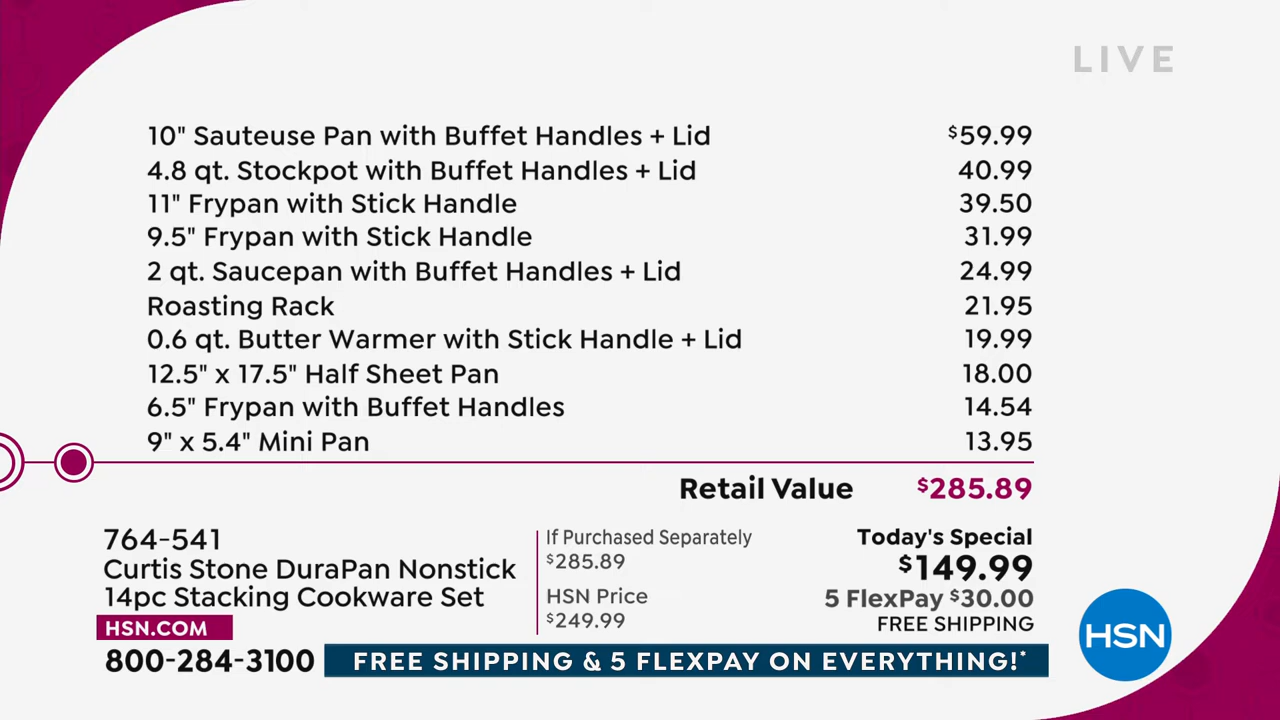 LIVE
10" Sauteuse Pan with Buffet Handles + Lid $59.99
4.8 qt. Stockpot with Buffet Handles + Lid 40.99
11" Frypan with Stick Handle 39.50
9.5" Frypan with Stick Handle 31.99
2 qt. Saucepan with Buffet Handles + Lid 24.99
Roasting Rack 21.95
0.6 qt. Butter Warmer with Stick Handle + Lid 19.99
12.5" x 17.5" Half Sheet Pan 18.00
6.5" Frypan with Buffet Handles 14.54
9" x 5.4" Mini Pan 13.95
Retail Value $285.89
764-541
Curtis Stone DuraPan Nonstick
14pc Stacking Cookware Set
HSN.COM
800-284-3100
If Purchased Separately
$285.89
HSN Price
$249.99
Today's Special
$149.99
5 FlexPay $30.00
FREE SHIPPING
FREE SHIPPING & 5 FLEXPAY ON EVERYTHING!*
HSN